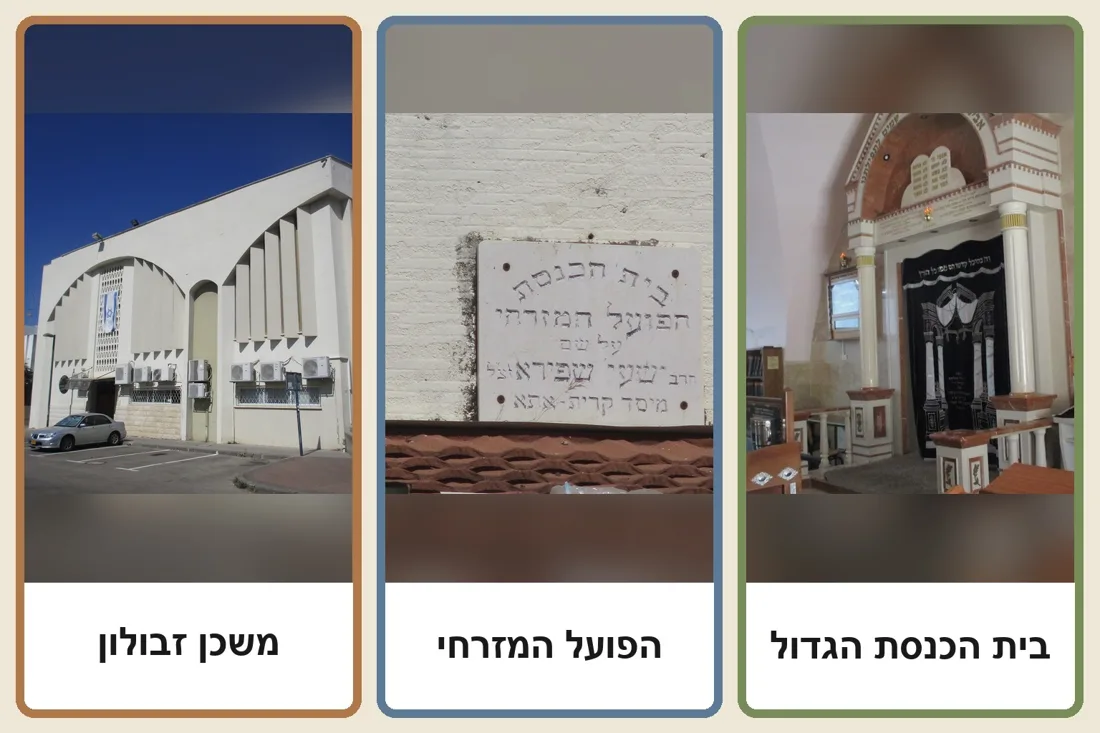 בית הכנסת הגדול
בית הכנסת
הפועל המזרחי
על שם
הרב ישעי' שפירא זצ"ל
מיסד קרית-אתא
הפועל המזרחי
משכן זבולון